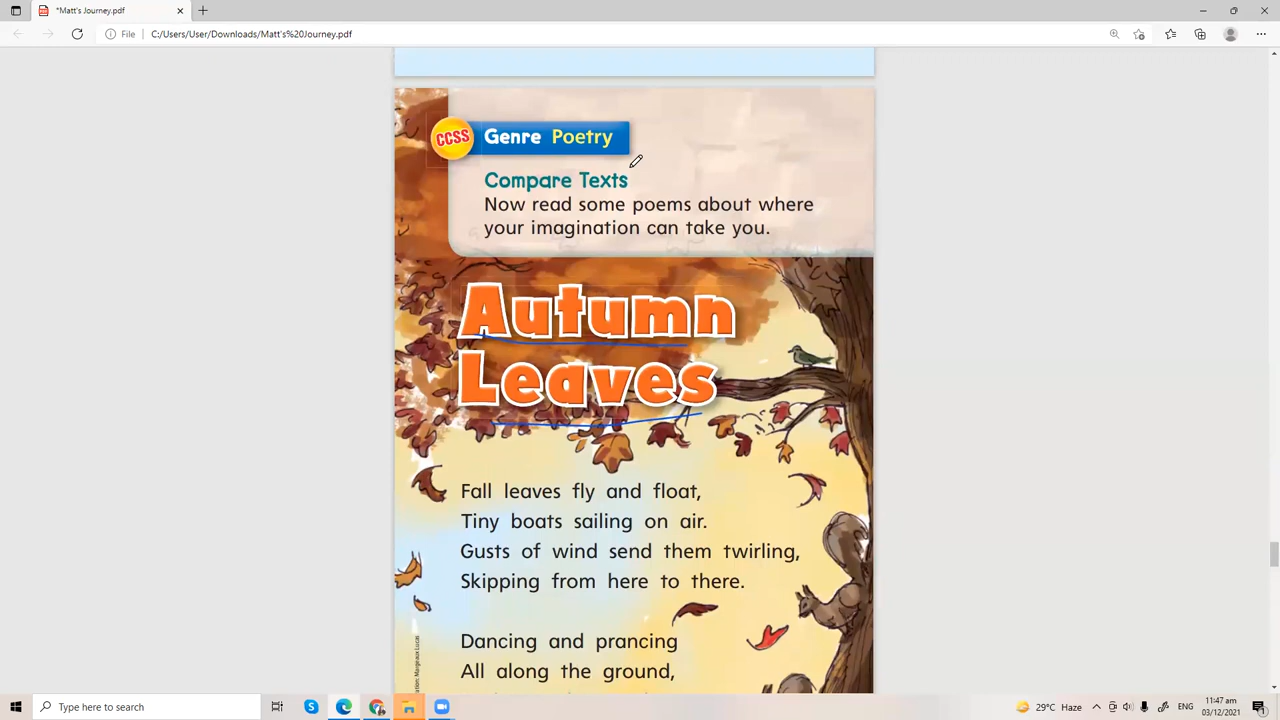 *Matt's Journey.pdf
File
C:/Users/User/Downloads/Matt's%20Journey.pdf
CCSS
Genre Poetry
Compare Texts
Now read some poems about where
your imagination can take you.
Autumn
Leaves
Fall leaves fly and float,
Tiny boats sailing on air.
Gusts of wind send them twirling,
Skipping from here to there.
Dancing and prancing
All along the ground,
Type here to search
29°C Haze
ENG
11:47 am
03/12/2021